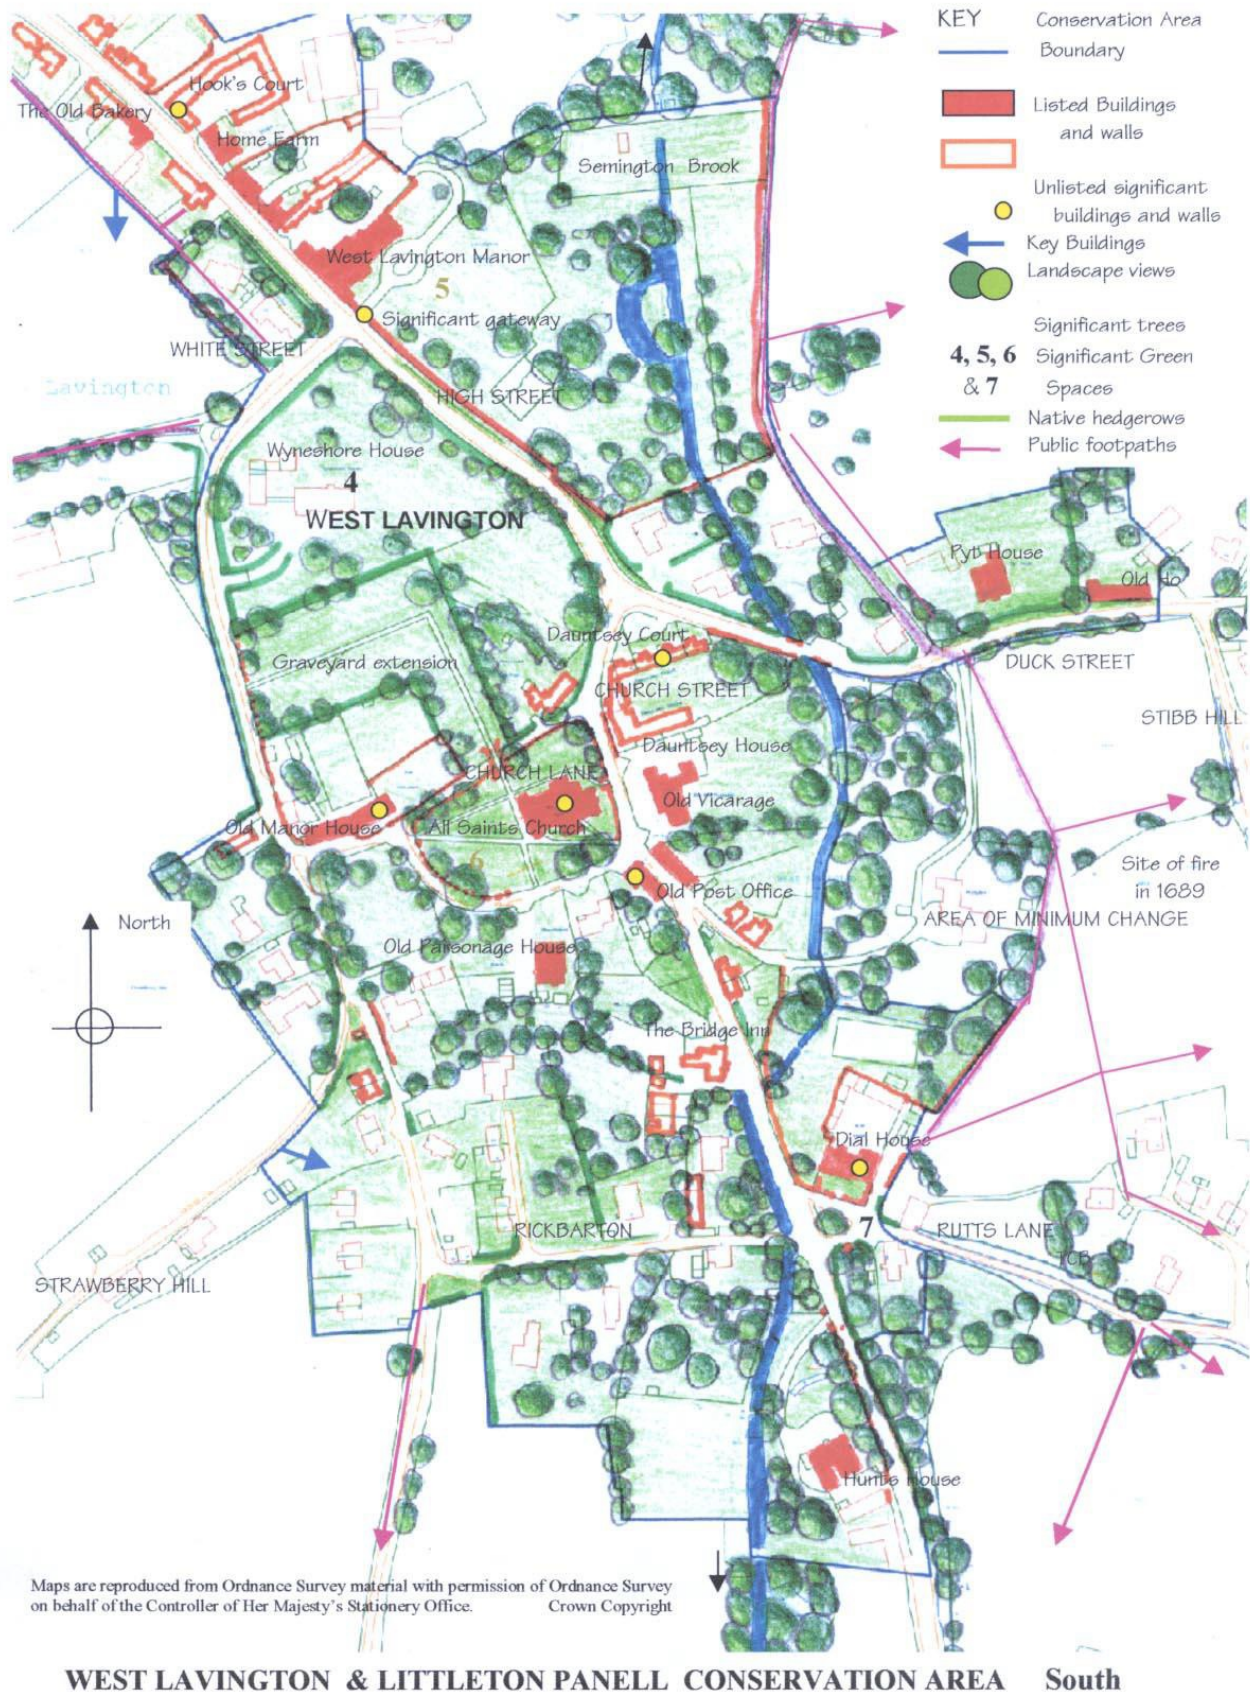 KEY Conservation Area
Boundary
Listed Buildings
and walls
Unlisted significant
buildings and walls
Key Buildings
Landscape views
Significant trees
4, 5, 6 Significant Green
& 7 Spaces
Native hedgerows
Public footpaths
Hook's Court
The Old Bakery
Home Farm
Semington Brook
West Lavington Manor
5
Significant gateway
WHITE STREET
Lavington
HIGH STREET
Wyneshore House
4
WEST LAVINGTON
Pyt House
Old Ho
Dauntsey Court
Graveyard extension
DUCK STREET
CHURCH STREET
STIBB HILL
Dauntsey House
CHURCH LANE
Old Vicarage
Old Manor House
All Saints Church
6
Site of fire
in 1689
Old Post Office
North
AREA OF MINIMUM CHANGE
Old Parsonage House
The Bridge Inn
Dial House
7
RICKBARTON
RUTTS LANE
TCB
STRAWBERRY HILL
Hunts House
Maps are reproduced from Ordnance Survey material with permission of Ordnance Survey
on behalf of the Controller of Her Majesty's Stationery Office. Crown Copyright
WEST LAVINGTON & LITTLETON PANELL CONSERVATION AREA South